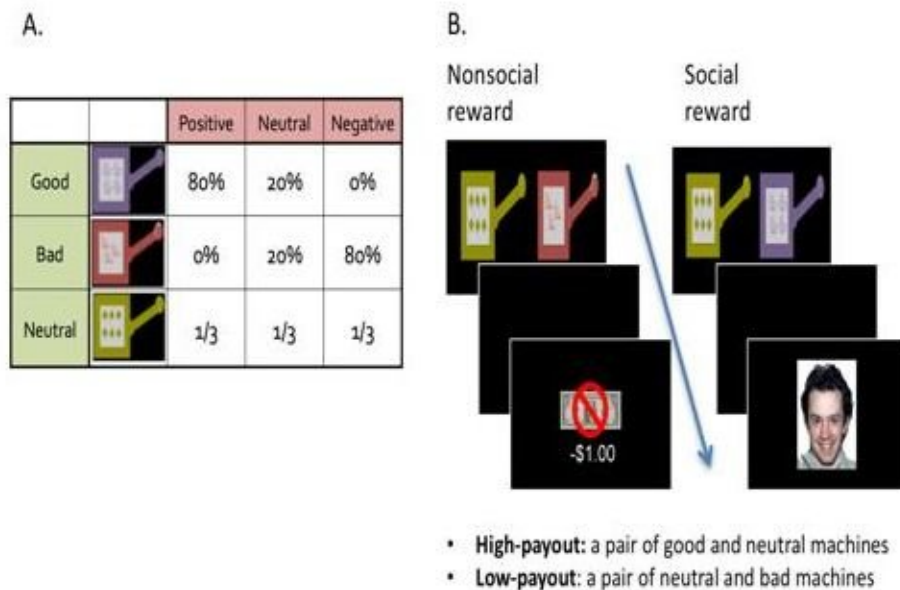 A.
Positive Neutral Negative
Good 80% 20% 0%
Bad 0% 20% 80%
Neutral 1/3 1/3 1/3
B.
Nonsocial
reward
Social
reward
-$1.00
• High-payout: a pair of good and neutral machines
• Low-payout: a pair of neutral and bad machines